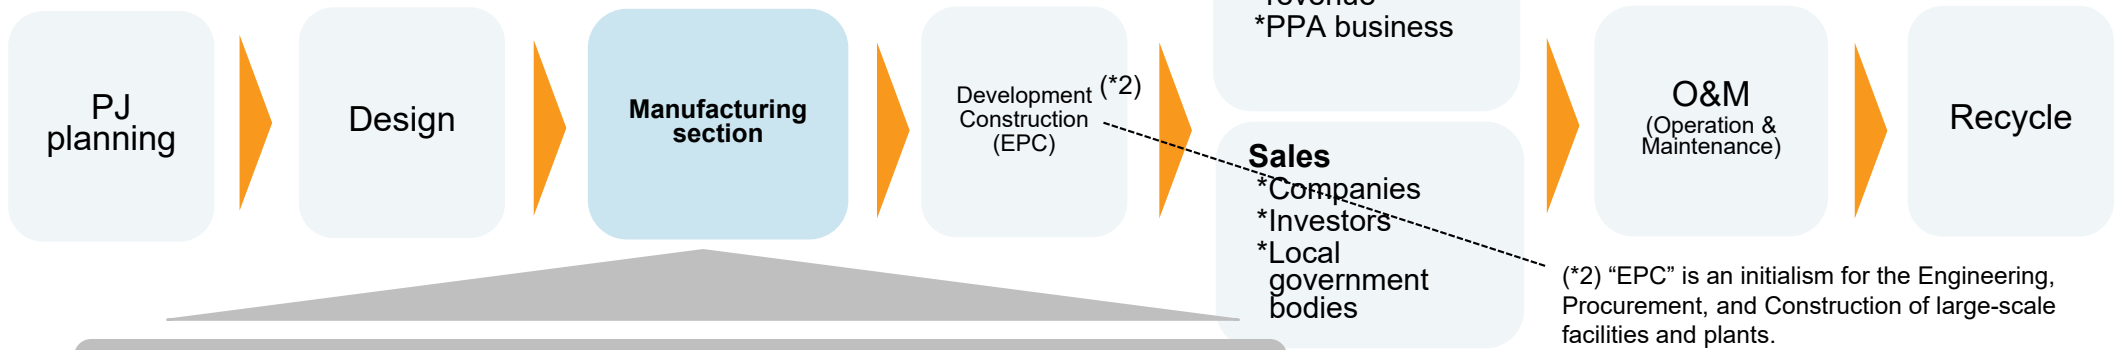 PJ
planning
Design
Manufacturing
section
Development (*2)
Construction
(EPC)
revenue
*PPA business
Sales
*Companies
*Investors
*Local
government
bodies
O&M
(Operation &
Maintenance)
Recycle
(*2) “EPC” is an initialism for the Engineering,
Procurement, and Construction of large-scale
facilities and plants.